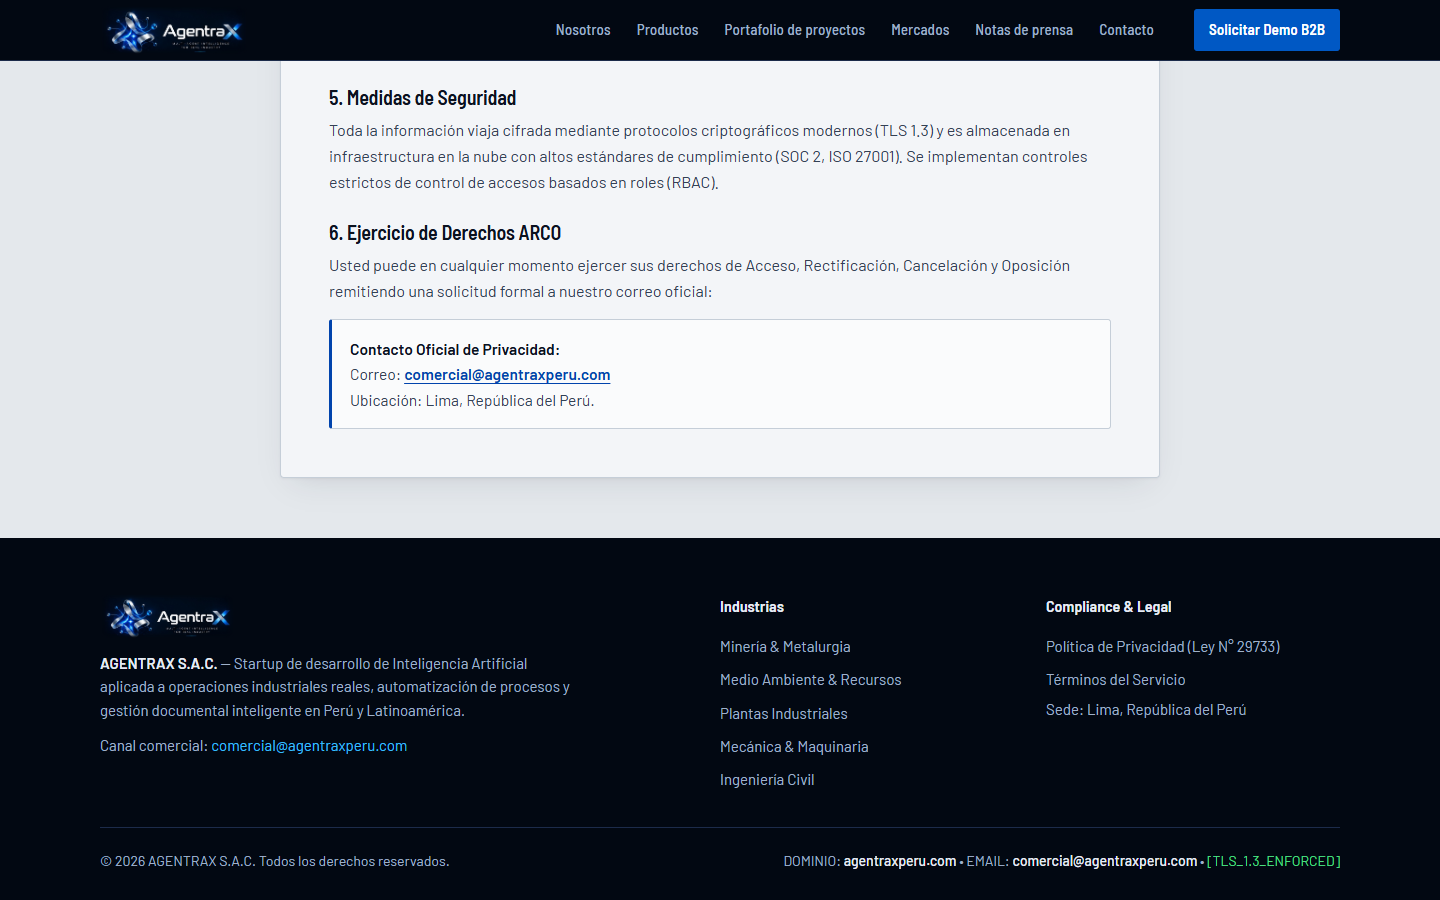 AgentraX
Nosotros
Productos
Portafolio de proyectos
Mercados
Notas de prensa
Contacto
Solicitar Demo B2B
5. Medidas de Seguridad
Toda la información viaja cifrada mediante protocolos criptográficos modernos (TLS 1.3) y es almacenada en
infraestructura en la nube con altos estándares de cumplimiento (SOC 2, ISO 27001). Se implementan controles
estrictos de control de accesos basados en roles (RBAC).
6. Ejercicio de Derechos ARCO
Usted puede en cualquier momento ejercer sus derechos de Acceso, Rectificación, Cancelación y Oposición
remitiendo una solicitud formal a nuestro correo oficial:
Contacto Oficial de Privacidad:
Correo: comercial@agentraxperu.com
Ubicación: Lima, República del Perú.
AgentraX
AGENTRAX S.A.C. — Startup de desarrollo de Inteligencia Artificial
aplicada a operaciones industriales reales, automatización de procesos y
gestión documental inteligente en Perú y Latinoamérica.
Canal comercial: comercial@agentraxperu.com
Industrias
Minería & Metalurgia
Medio Ambiente & Recursos
Plantas Industriales
Mecánica & Maquinaria
Ingeniería Civil
Compliance & Legal
Política de Privacidad (Ley N° 29733)
Términos del Servicio
Sede: Lima, República del Perú
© 2026 AGENTRAX S.A.C. Todos los derechos reservados.
DOMINIO: agentraxperu.com • EMAIL: comercial@agentraxperu.com • [TLS_1.3_ENFORCED]